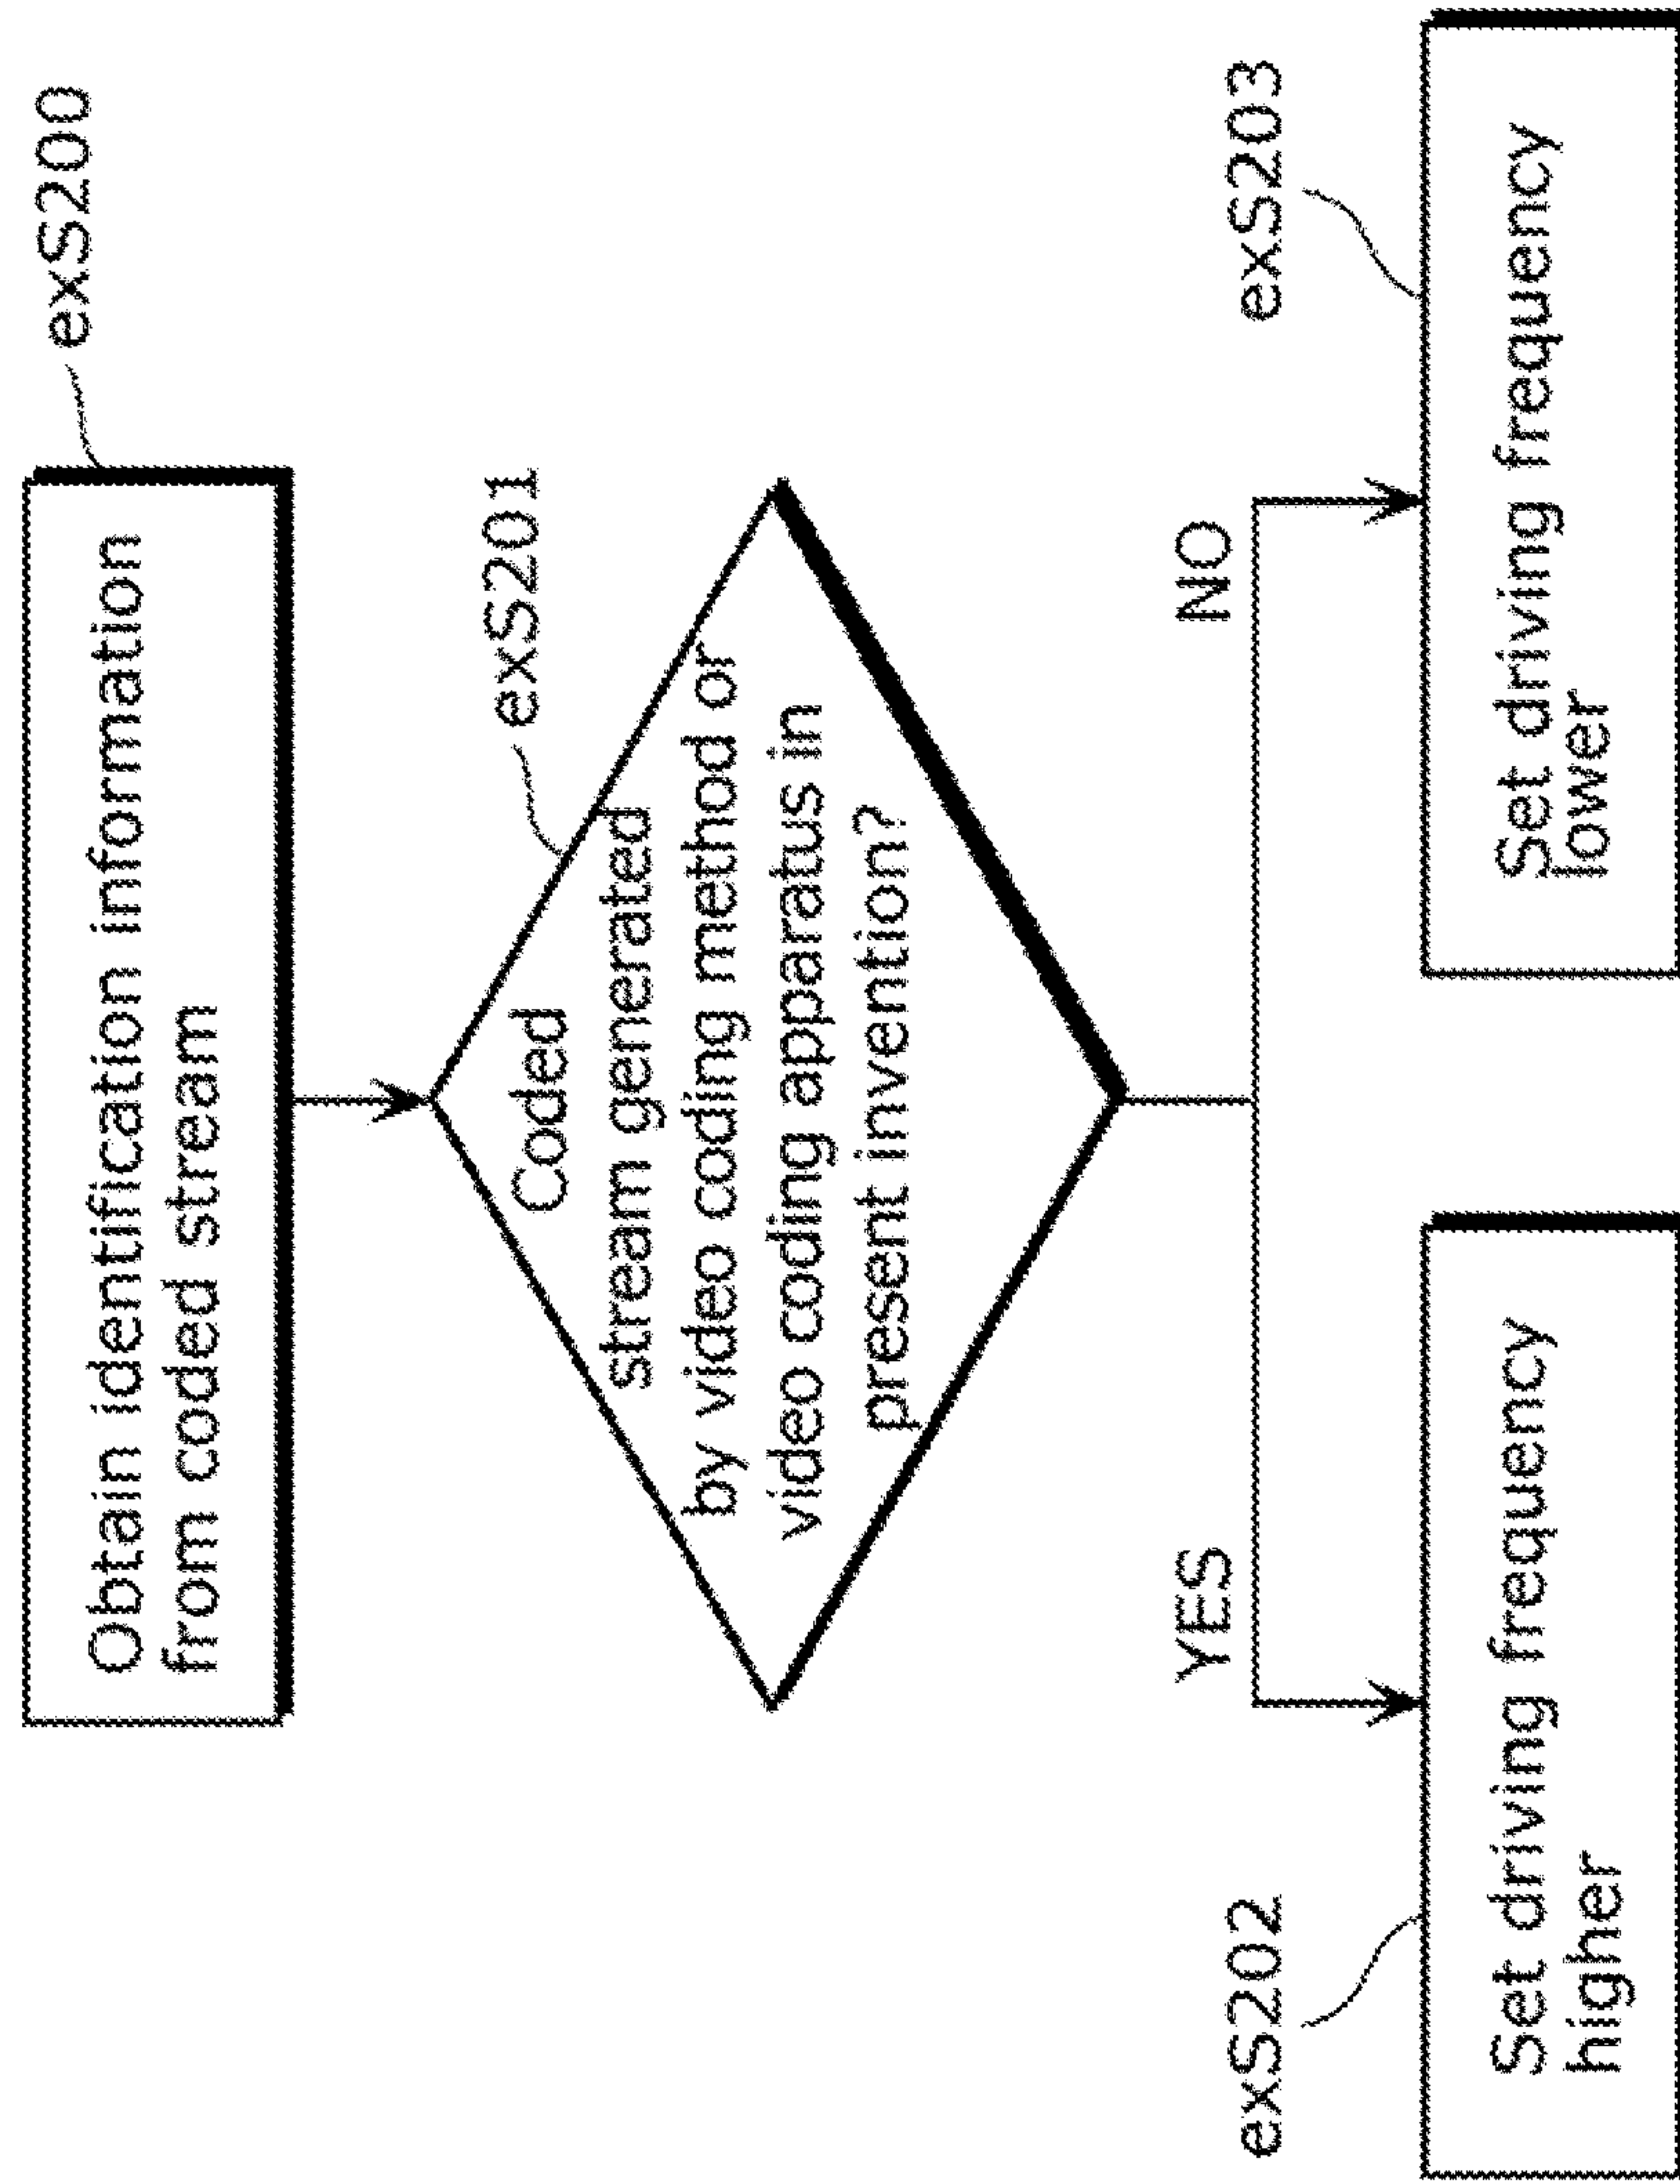 exS200
Obtain identification information
from coded stream
exS201
Coded
stream generated
by video coding method or
video coding apparatus in
present invention?
YES
NO
exS202
Set driving frequency
higher
exS203
Set driving frequency
lower